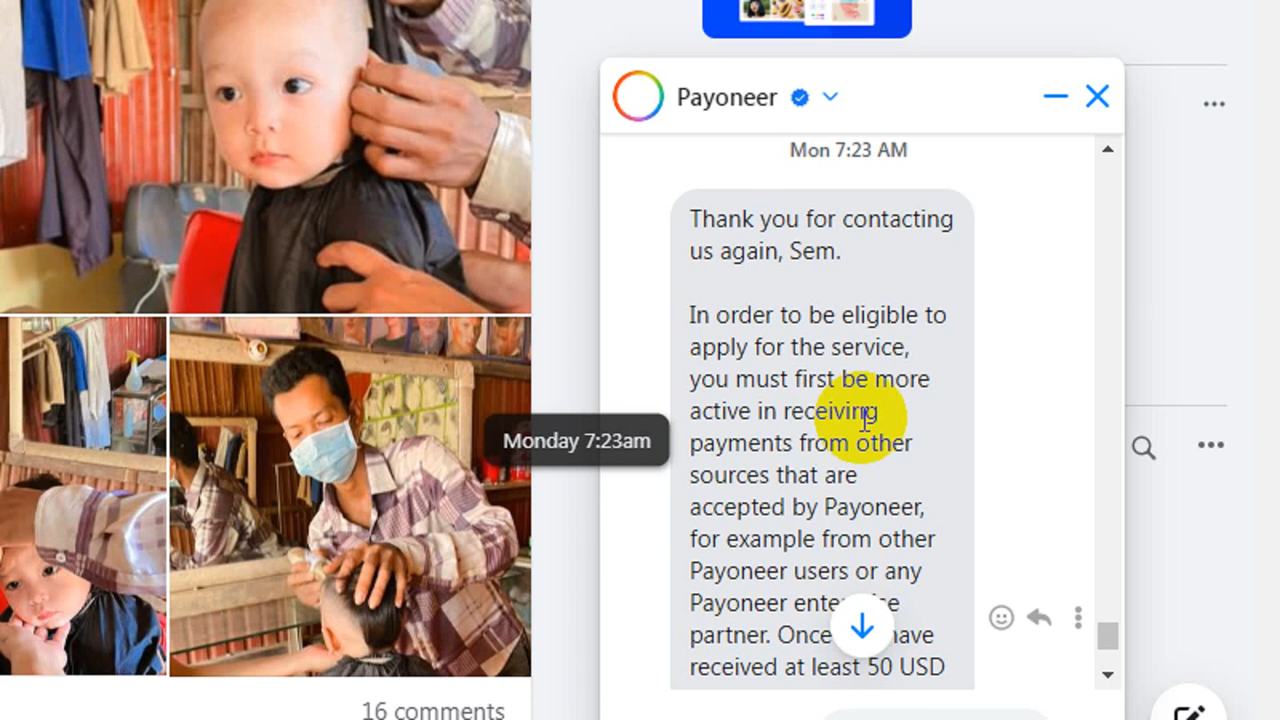 Payoneer
Mon 7:23 AM
Thank you for contacting
us again, Sem.
In order to be eligible to
apply for the service,
you must first be more
active in receiving
payments from other
sources that are
accepted by Payoneer,
for example from other
Payoneer users or any
Payoneer
partner. Once have
received at least 50 USD
Monday 7:23am
16 comments